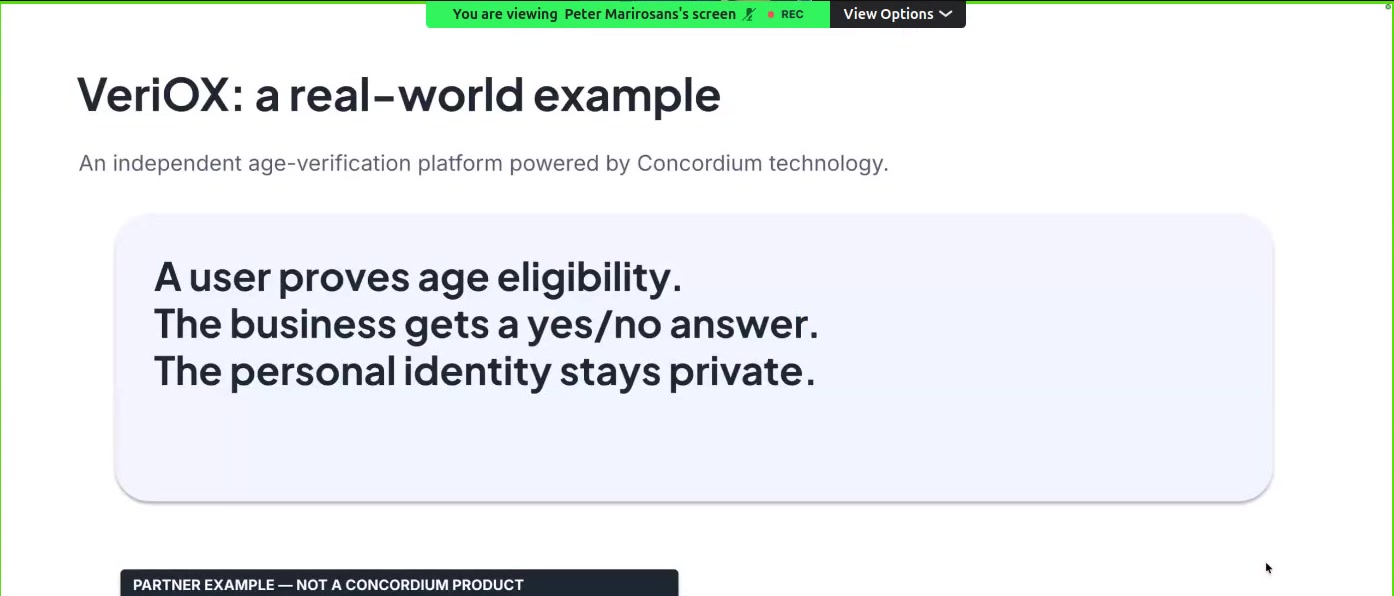 You are viewing Peter Marirosans's screen REC View Options
VeriOX: a real-world example
An independent age-verification platform powered by Concordium technology.
A user proves age eligibility.
The business gets a yes/no answer.
The personal identity stays private.
PARTNER EXAMPLE — NOT A CONCORDIUM PRODUCT